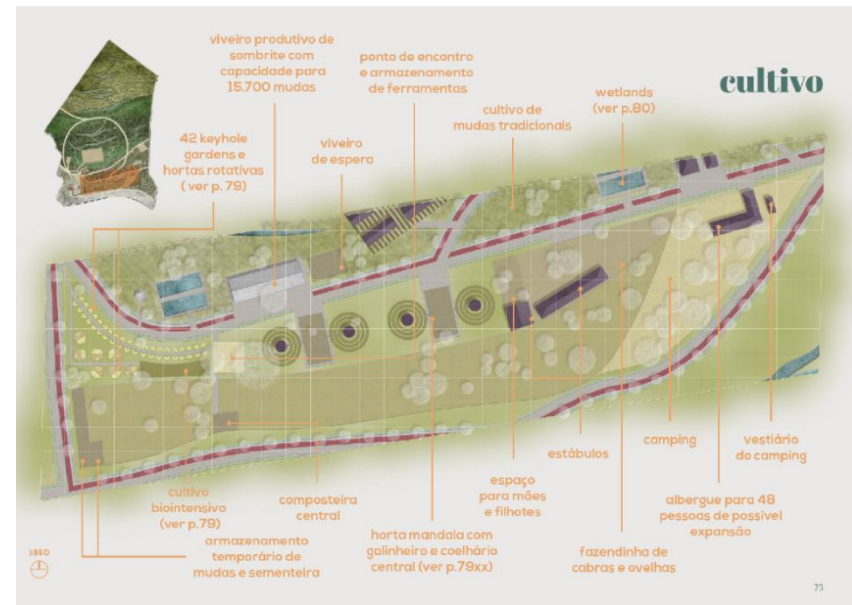 viveiro produtivo de
sombrite com
capacidade para
15.700 mudas
ponto de encontro
e armazenamento
de ferramentas
cultivo
wetlands
(ver p.80)
cultivo de
mudas tradicionais
42 keyhole
gardens e
hortas rotativas
( ver p. 79)
viveiro
de espera
camping
vestiário
do camping
estábulos
espaço
para mães
e filhotes
albergue para 48
pessoas de possível
expansão
cultivo
biointensivo
(ver p.79)
composteira
central
horta mandala com
galinheiro e coelhário
central (ver p.79xx)
fazendinha de
cabras e ovelhas
armazenamento
temporário de
mudas e sementeira
73